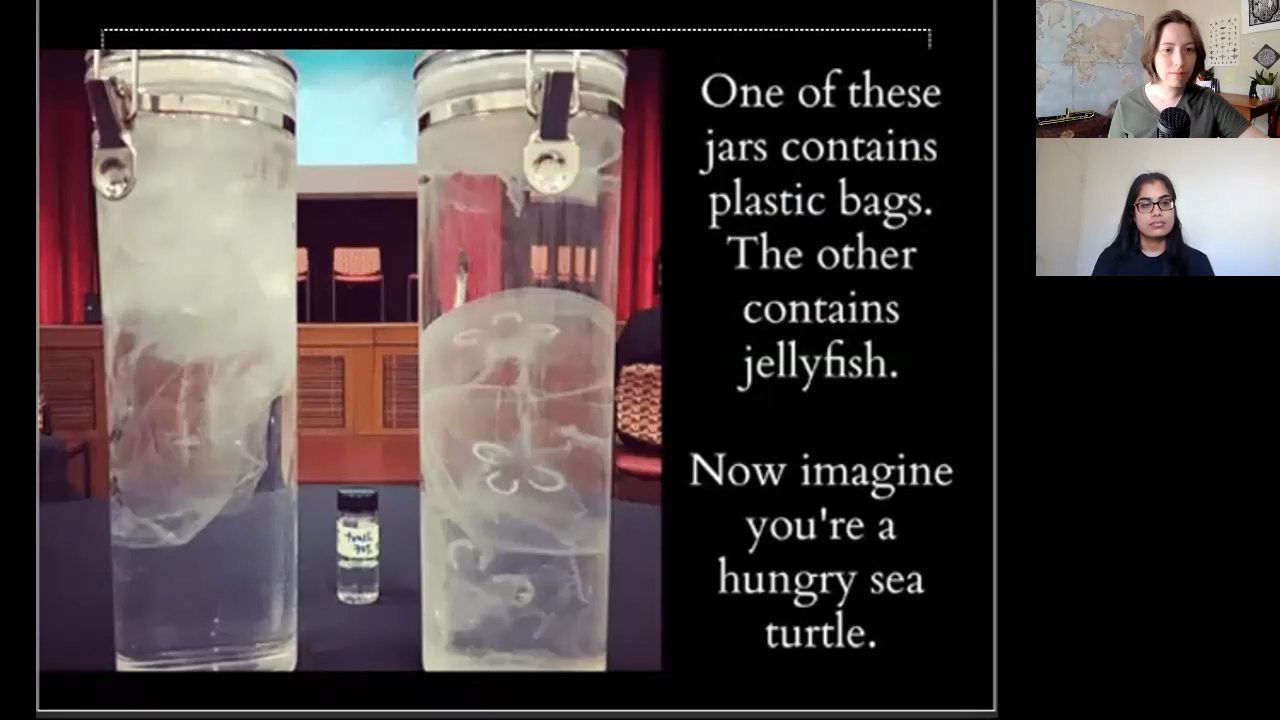 One of these
jars contains
plastic bags.
The other
contains
jellyfish.
Now imagine
you're a
hungry sea
turtle.